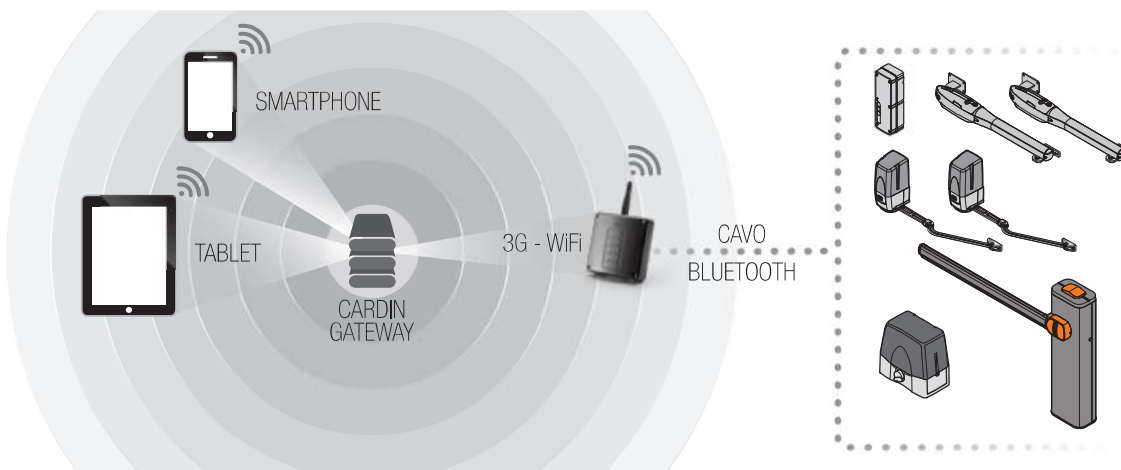 SMARTPHONE
TABLET
CARDIN
GATEWAY
3G - WiFi
CAVO
BLUETOOTH